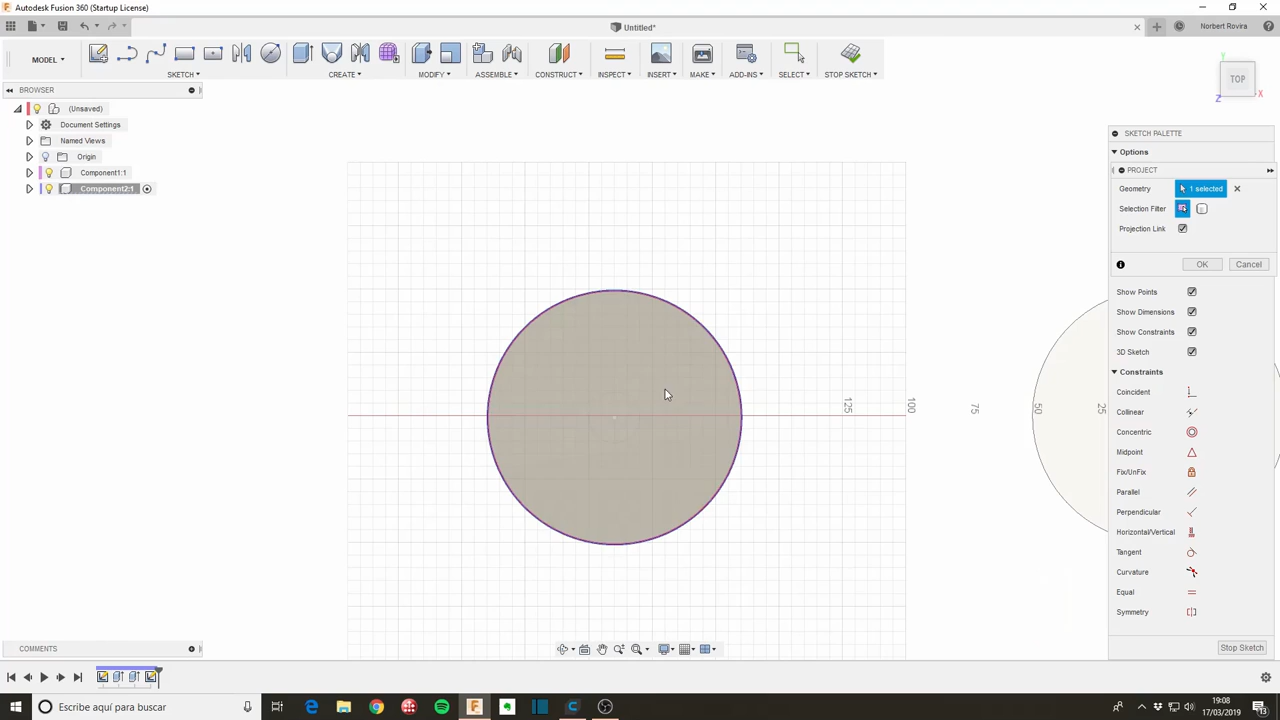 Autodesk Fusion 360 (Startup License)
Untitled*
Norbert Rovira
MODEL
SKETCH
CREATE
MODIFY
ASSEMBLE
CONSTRUCT
INSPECT
INSERT
MAKE
ADD-INS
SELECT
STOP SKETCH
BROWSER
(Unsaved)
Document Settings
Named Views
Origin
Component1:1
Component2:1
Y
TOP
X
Z
SKETCH PALETTE
Options
PROJECT
Geometry
1 selected
Selection Filter
Projection Link
OK
Cancel
Show Points
Show Dimensions
Show Constraints
3D Sketch
Constraints
Coincident
Collinear
Concentric
Midpoint
Fix/UnFix
Parallel
Perpendicular
Horizontal/Vertical
Tangent
Curvature
Equal
Symmetry
Stop Sketch
125
100
75
50
25
COMMENTS
Escribe aquí para buscar
19:08
17/03/2019